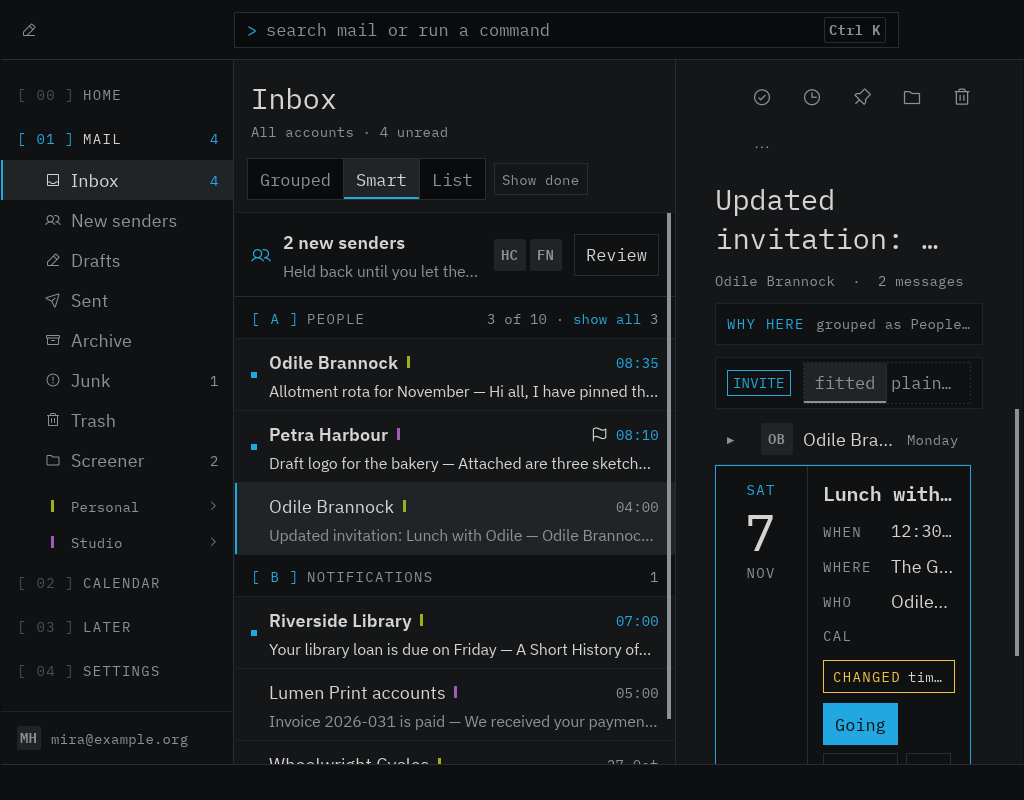 > search mail or run a command Ctrl K
[ 00 ] HOME
[ 01 ] MAIL 4
Inbox 4
New senders
Drafts
Sent
Archive
Junk 1
Trash
Screener 2
Personal
Studio
[ 02 ] CALENDAR
[ 03 ] LATER
[ 04 ] SETTINGS
MH mira@example.org
Inbox
All accounts · 4 unread
Grouped Smart List Show done
2 new senders
Held back until you let the…
HC FN Review
[ A ] PEOPLE 3 of 10 · show all 3
Odile Brannock 08:35
Allotment rota for November — Hi all, I have pinned th…
Petra Harbour 08:10
Draft logo for the bakery — Attached are three sketch…
Odile Brannock 04:00
Updated invitation: Lunch with Odile — Odile Brannoc…
[ B ] NOTIFICATIONS 1
Riverside Library 07:00
Your library loan is due on Friday — A Short History of…
Lumen Print accounts 05:00
Invoice 2026-031 is paid — We received your paymen…
Wheelwright Cycles 27 Oct
…
Updated
invitation: …
Odile Brannock · 2 messages
WHY HERE grouped as People…
INVITE fitted plain…
▸ OB Odile Bra… Monday
SAT
7
NOV
Lunch with…
WHEN 12:30…
WHERE The G…
WHO Odile…
CAL
CHANGED tim…
Going